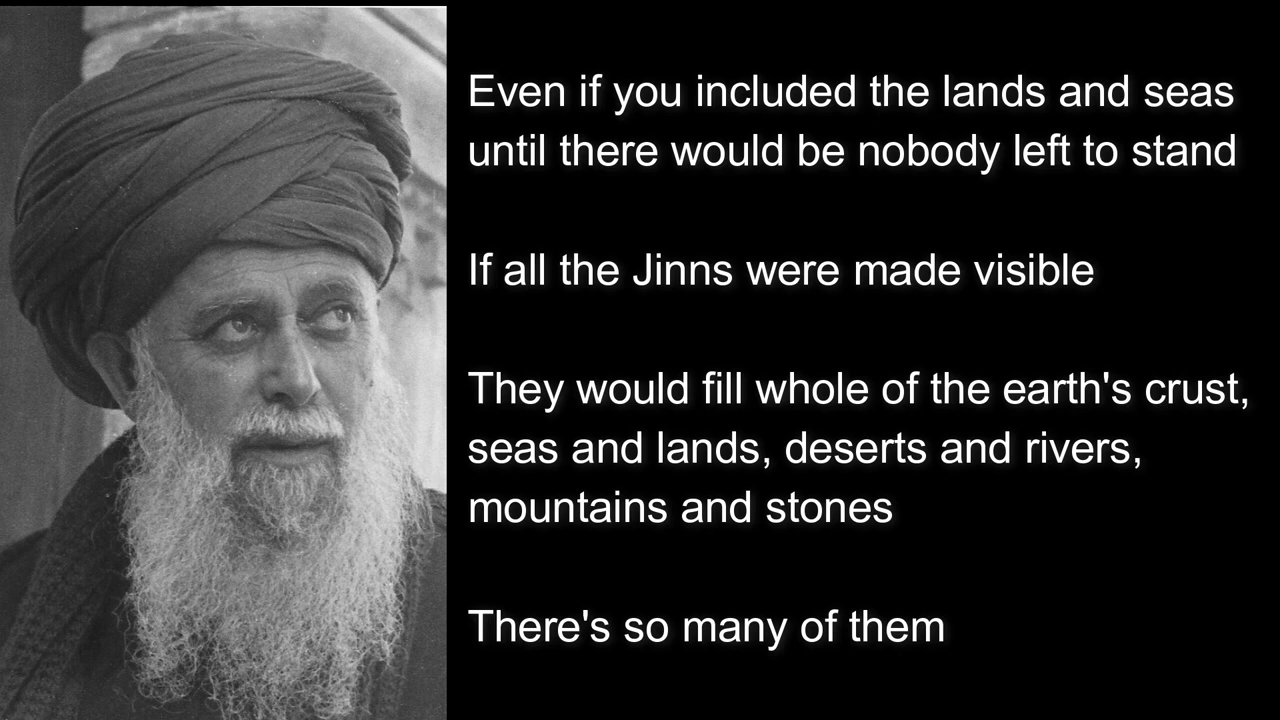 Even if you included the lands and seas
until there would be nobody left to stand
If all the Jinns were made visible
They would fill whole of the earth's crust,
seas and lands, deserts and rivers,
mountains and stones
There's so many of them